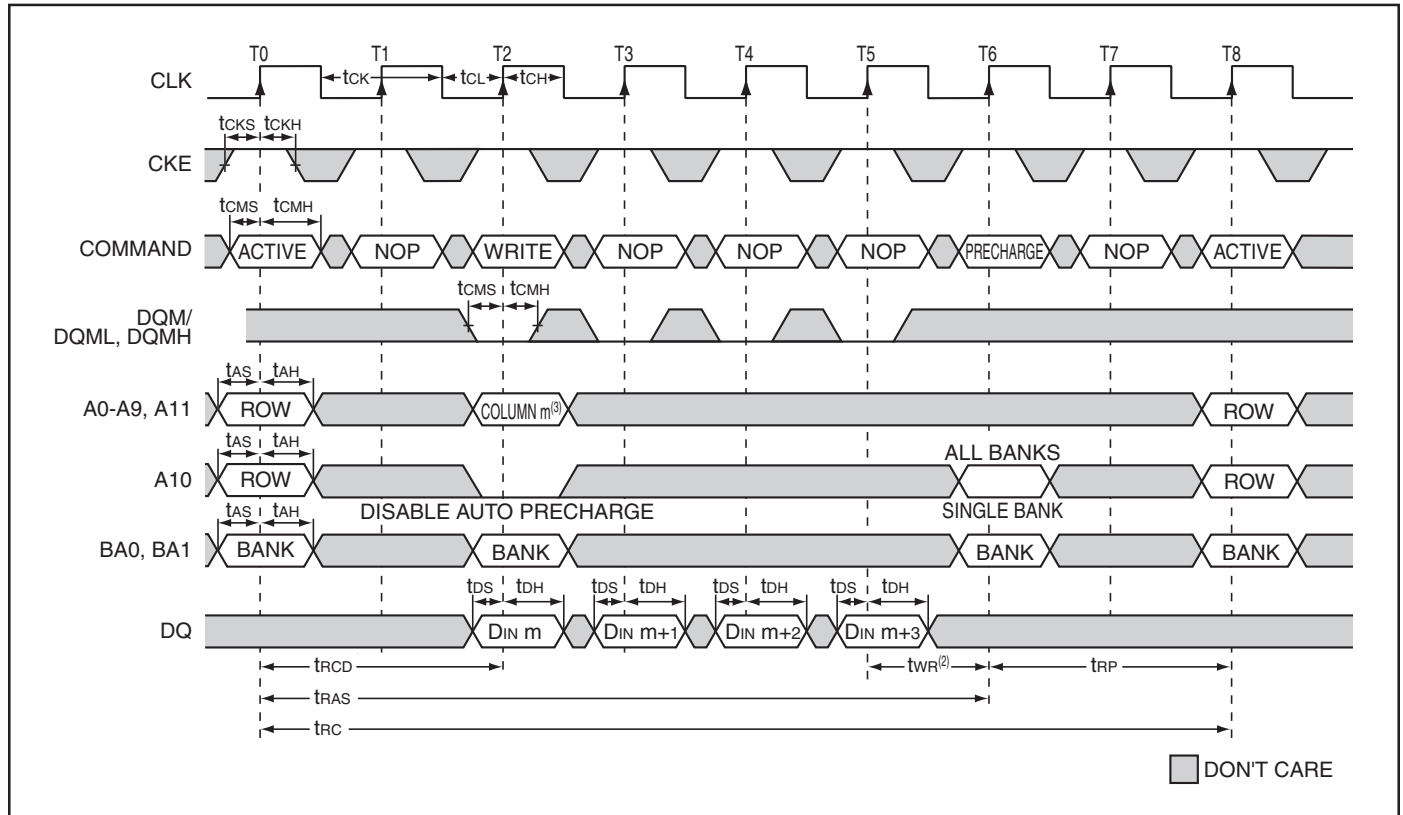 T0 T1 T2 T3 T4 T5 T6 T7 T8
CLK
tCK tCL tCH
tCKS tCKH
CKE
tCMS tCMH
COMMAND ACTIVE NOP WRITE NOP NOP NOP PRECHARGE NOP ACTIVE
tCMS tCMH
DQM/
DQML, DQMH
tAS tAH
A0-A9, A11 ROW COLUMN m(3) ROW
tAS tAH ALL BANKS
A10 ROW ROW
DISABLE AUTO PRECHARGE SINGLE BANK
tAS tAH
BA0, BA1 BANK BANK BANK BANK
tDS tDH tDS tDH tDS tDH tDS tDH
DQ DIN m DIN m+1 DIN m+2 DIN m+3
tRCD tWR(2) tRP
tRAS
tRC
DON'T CARE